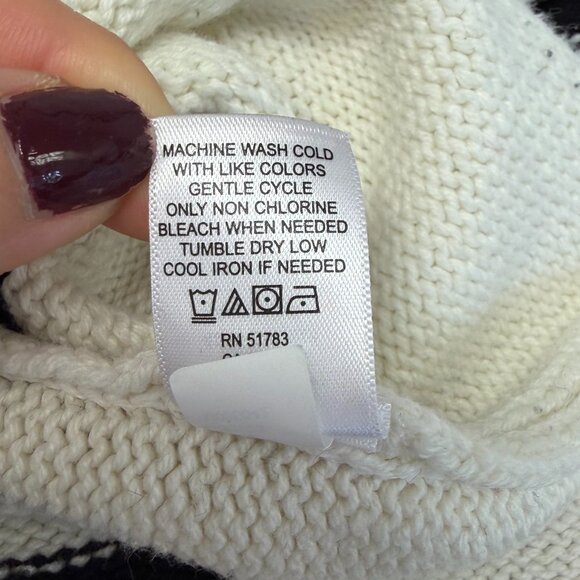 MACHINE WASH COLD
WITH LIKE COLORS
GENTLE CYCLE
ONLY NON CHLORINE
BLEACH WHEN NEEDED
TUMBLE DRY LOW
COOL IRON IF NEEDED
RN 51783